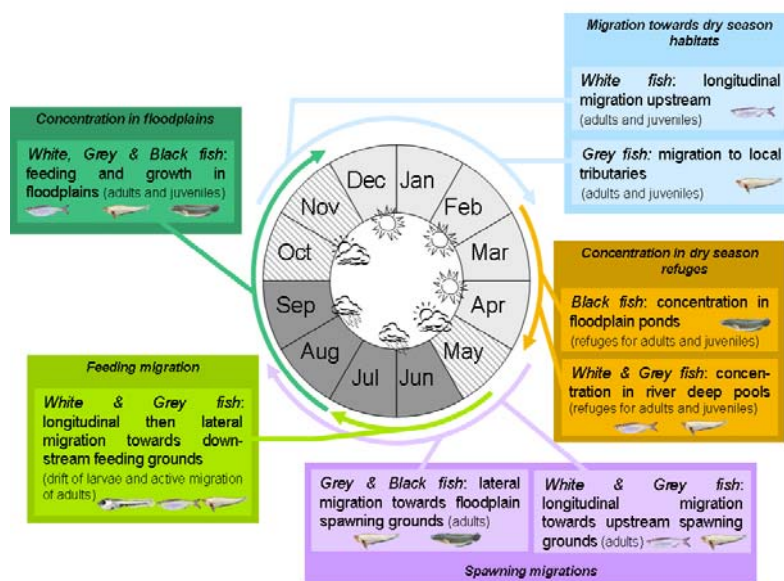 Migration towards dry season
habitats
White fish: longitudinal
migration upstream
(adults and juveniles)
Grey fish: migration to local
tributaries
(adults and juveniles)
Concentration in floodplains
White, Grey & Black fish:
feeding and growth in
floodplains (adults and juveniles)
Dec
Jan
Feb
Mar
Apr
May
Jun
Jul
Aug
Sep
Oct
Nov
Concentration in dry season
refuges
Black fish: concentration in
floodplain ponds
(refuges for adults and juveniles)
White & Grey fish: concen-
tration in river deep pools
(refuges for adults and juveniles)
Feeding migration
White & Grey fish:
longitudinal then lateral
migration towards down-
stream feeding grounds
(drift of larvae and active migration
of adults)
Grey & Black fish: lateral
migration towards floodplain
spawning grounds (adults)
White & Grey fish:
longitudinal migration
towards upstream spawning
grounds (adults)
Spawning migrations